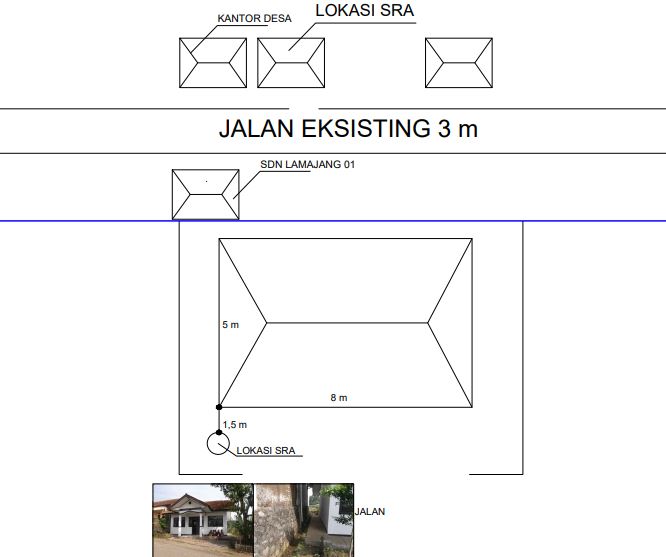 LOKASI SRA
KANTOR DESA
JALAN EKSISTING 3 m
SDN LAMAJANG 01
5 m
8 m
1,5 m
LOKASI SRA
JALAN